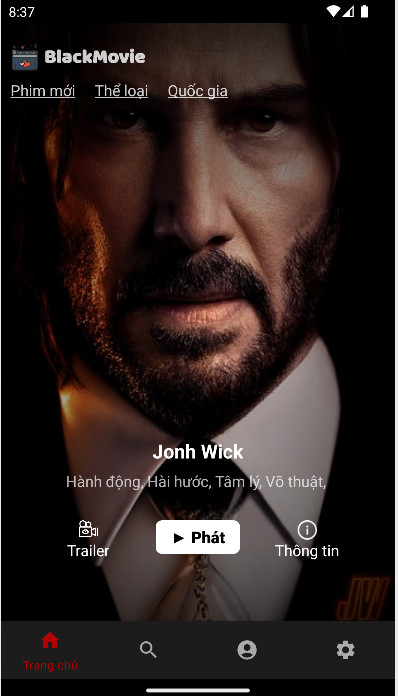 8:37
BlackMovie
Phim mới Thể loại Quốc gia
Jonh Wick
Hành động, Hài hước, Tâm lý, Võ thuật,
Trailer ► Phát Thông tin
JW
Trang chủ